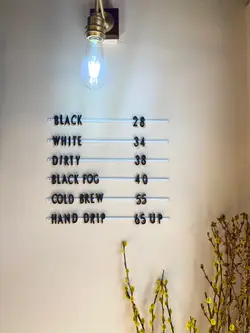 BLACK 28
WHITE 34
DIRTY 38
BLACK FOG 40
COLD BREW 55
HAND DRIP 65 UP